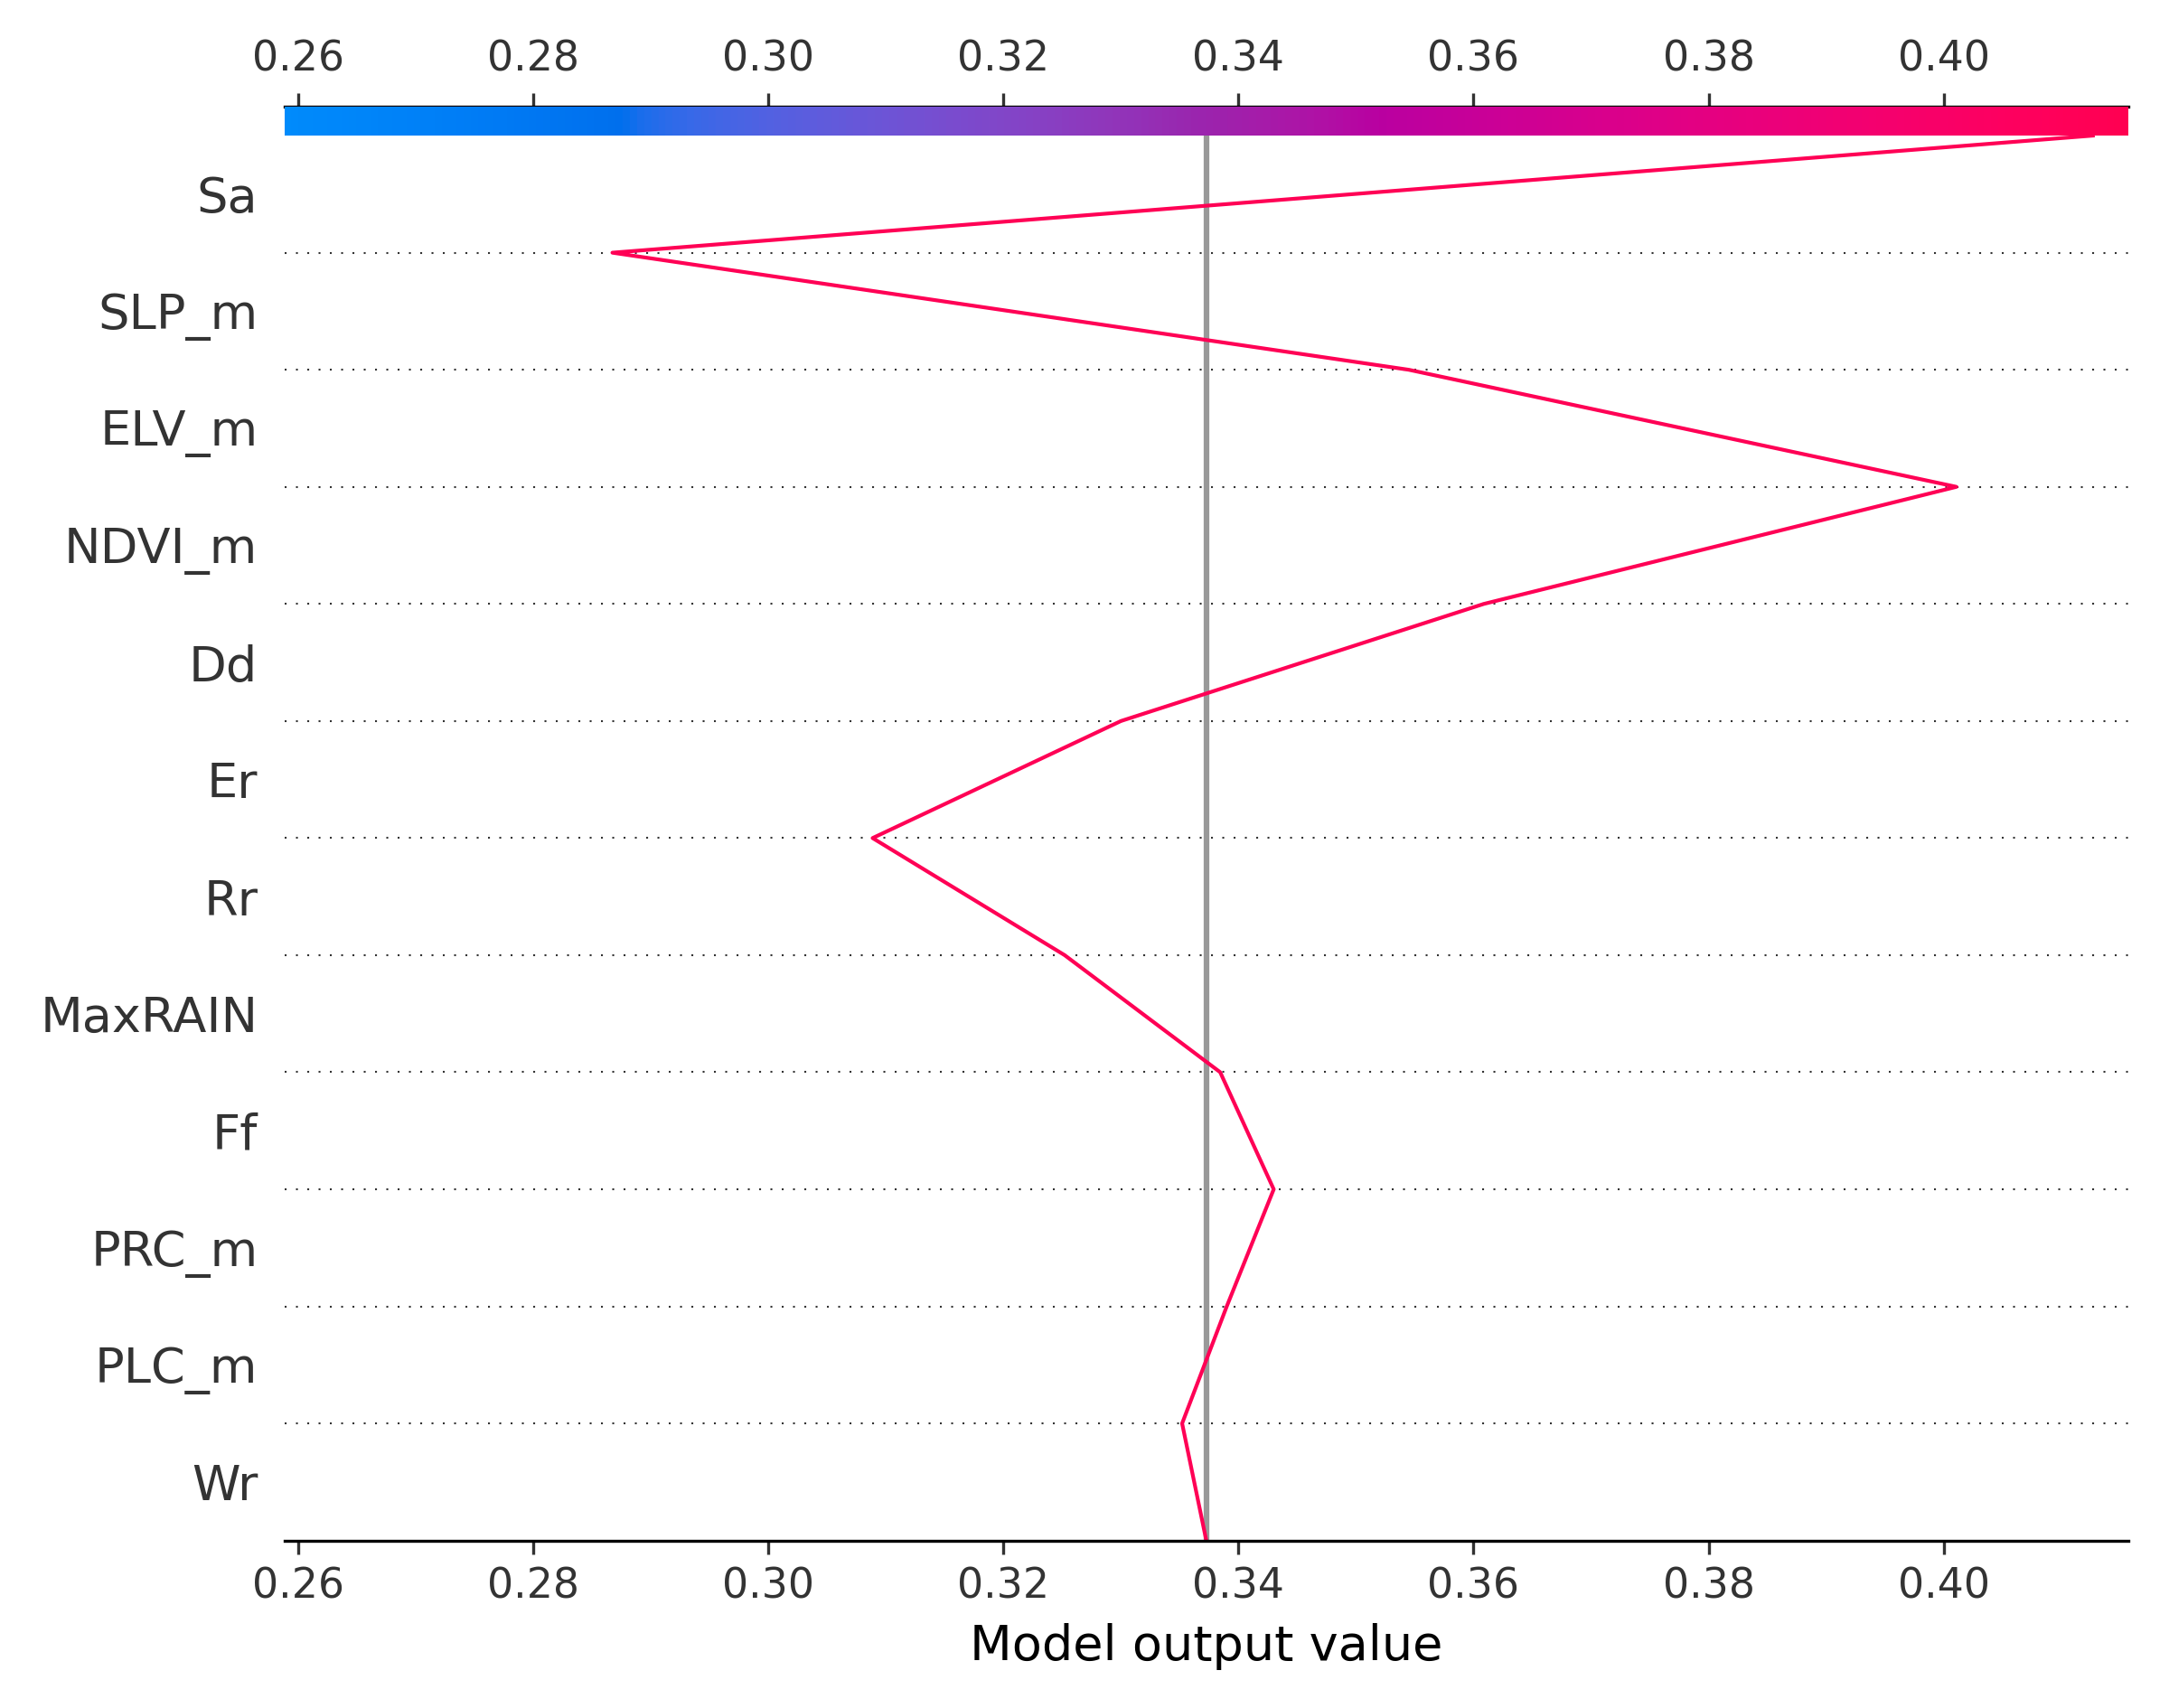 0.26 0.28 0.30 0.32 0.34 0.36 0.38 0.40
Sa
SLP_m
ELV_m
NDVI_m
Dd
Er
Rr
MaxRAIN
Ff
PRC_m
PLC_m
Wr
0.26 0.28 0.30 0.32 0.34 0.36 0.38 0.40
Model output value